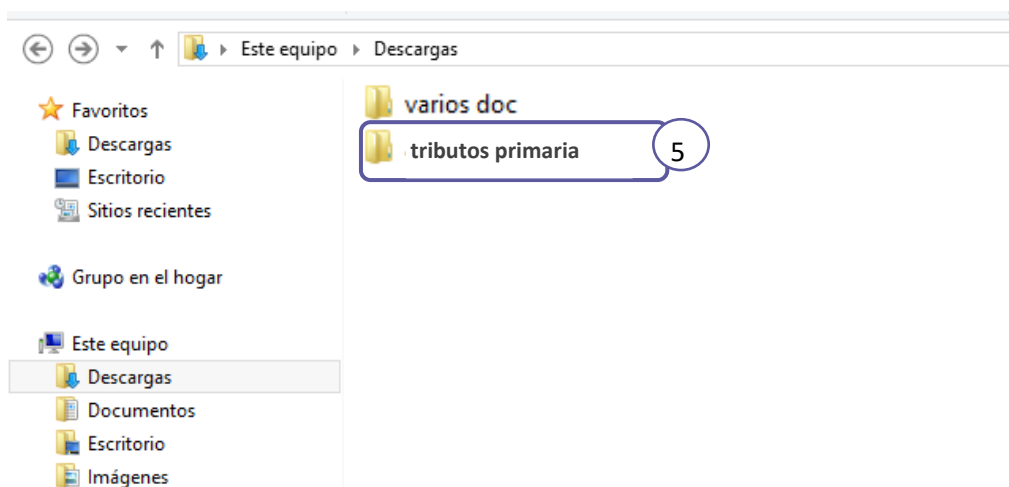 Este equipo Descargas
Favoritos
Descargas
Escritorio
Sitios recientes
Grupo en el hogar
Este equipo
Descargas
Documentos
Escritorio
Imágenes
varios doc
tributos primaria
5